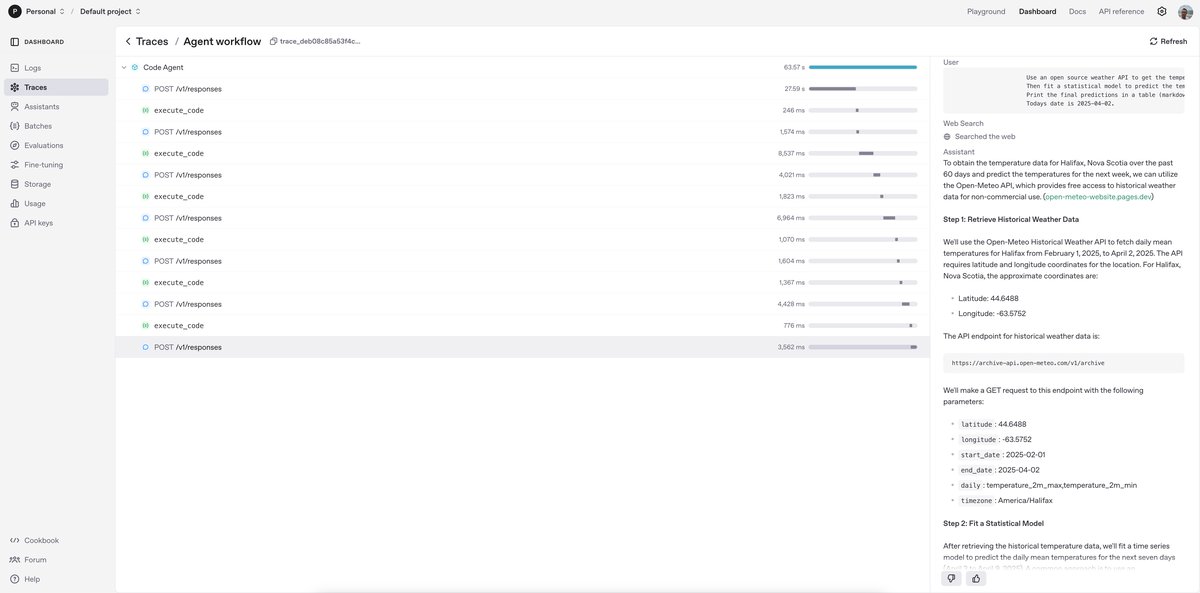 P Personal / Default project
Playground Dashboard Docs API reference
DASHBOARD
Logs
Traces
Assistants
Batches
Evaluations
Fine-tuning
Storage
Usage
API keys
Cookbook
Forum
Help
Traces / Agent workflow trace_deb08c85a53f4c...
Refresh
Code Agent 63.57 s
POST /v1/responses 27.59 s
execute_code 246 ms
POST /v1/responses 1,574 ms
execute_code 8,537 ms
POST /v1/responses 4,021 ms
execute_code 1,823 ms
POST /v1/responses 6,964 ms
execute_code 1,070 ms
POST /v1/responses 1,604 ms
execute_code 1,367 ms
POST /v1/responses 4,428 ms
execute_code 776 ms
POST /v1/responses 3,562 ms
User
Use an open source weather API to get the tempe
Then fit a statistical model to predict the tem
Print the final predictions in a table (markdow
Todays date is 2025-04-02.
Web Search
Searched the web
Assistant
To obtain the temperature data for Halifax, Nova Scotia over the past
60 days and predict the temperatures for the next week, we can utilize
the Open-Meteo API, which provides free access to historical weather
data for non-commercial use. (open-meteo-website.pages.dev)
Step 1: Retrieve Historical Weather Data
We'll use the Open-Meteo Historical Weather API to fetch daily mean
temperatures for Halifax from February 1, 2025, to April 2, 2025. The API
requires latitude and longitude coordinates for the location. For Halifax,
Nova Scotia, the approximate coordinates are:
• Latitude: 44.6488
• Longitude: -63.5752
The API endpoint for historical weather data is:
https://archive-api.open-meteo.com/v1/archive
We'll make a GET request to this endpoint with the following
parameters:
• latitude : 44.6488
• longitude : -63.5752
• start_date : 2025-02-01
• end_date : 2025-04-02
• daily : temperature_2m_max,temperature_2m_min
• timezone : America/Halifax
Step 2: Fit a Statistical Model
After retrieving the historical temperature data, we'll fit a time series
model to predict the daily mean temperatures for the next seven days
(April 3 to April 9, 2025). A common approach is to use an